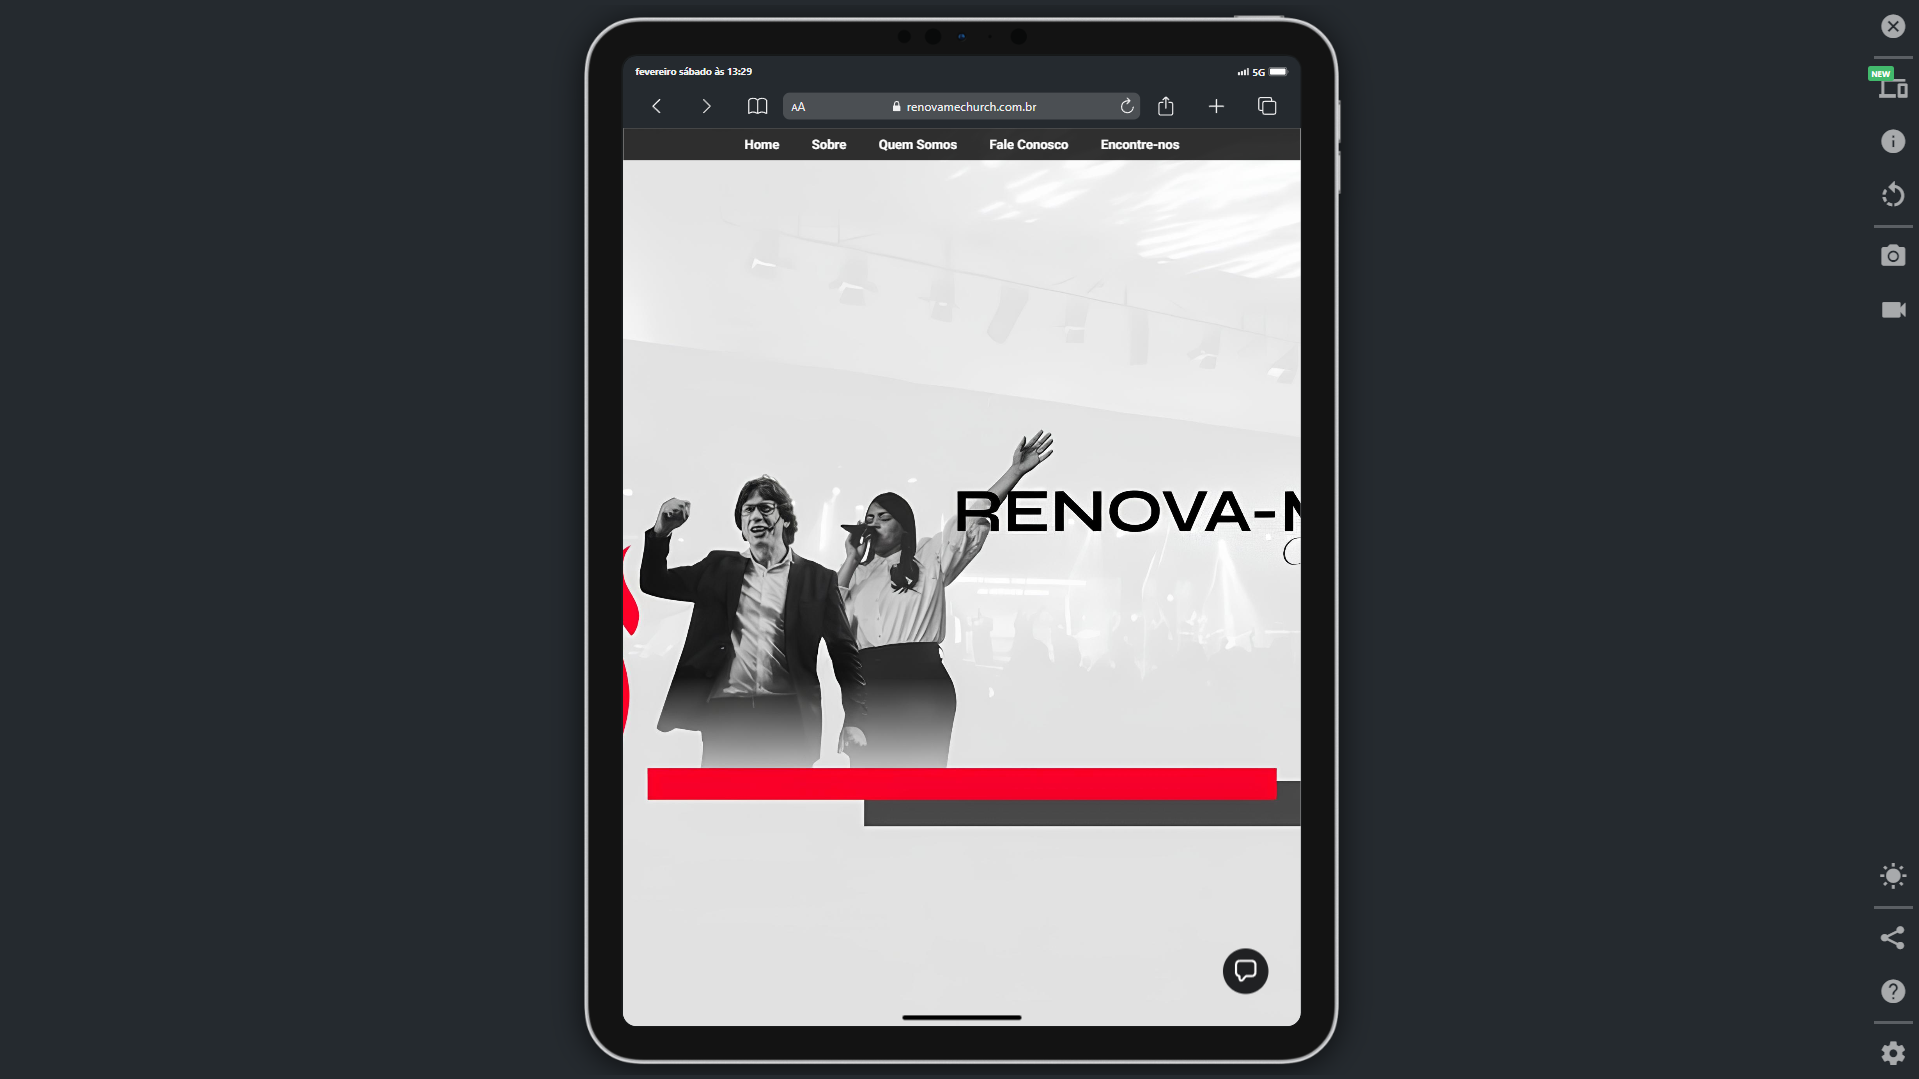 fevereiro sábado às 13:29
5G
AA
renovamechurch.com.br
NEW
Home Sobre Quem Somos Fale Conosco Encontre-nos
RENOVA-M